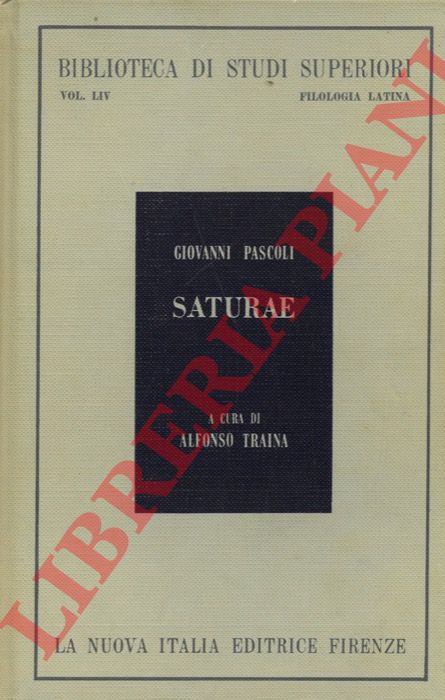 BIBLIOTECA DI STUDI SUPERIORI
VOL. LIV FILOLOGIA LATINA
GIOVANNI PASCOLI
SATURAE
A CURA DI
ALFONSO TRAINA
LA NUOVA ITALIA EDITRICE FIRENZE
LIBRERIA PIANI